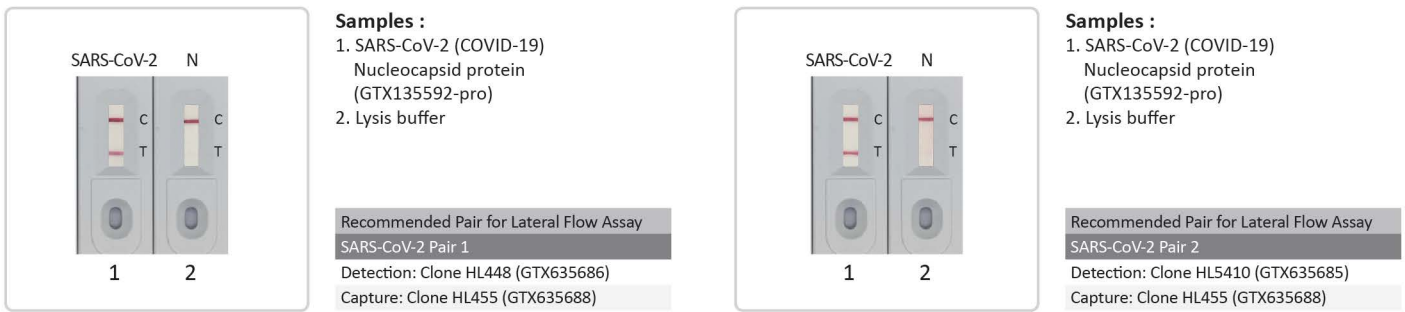 SARS-CoV-2 N
C C
T T
1 2
Samples :
1. SARS-CoV-2 (COVID-19)
Nucleocapsid protein
(GTX135592-pro)
2. Lysis buffer
Recommended Pair for Lateral Flow Assay
SARS-CoV-2 Pair 1
Detection: Clone HL448 (GTX635686)
Capture: Clone HL455 (GTX635688)
SARS-CoV-2 N
C C
T T
1 2
Samples :
1. SARS-CoV-2 (COVID-19)
Nucleocapsid protein
(GTX135592-pro)
2. Lysis buffer
Recommended Pair for Lateral Flow Assay
SARS-CoV-2 Pair 2
Detection: Clone HL5410 (GTX635685)
Capture: Clone HL455 (GTX635688)